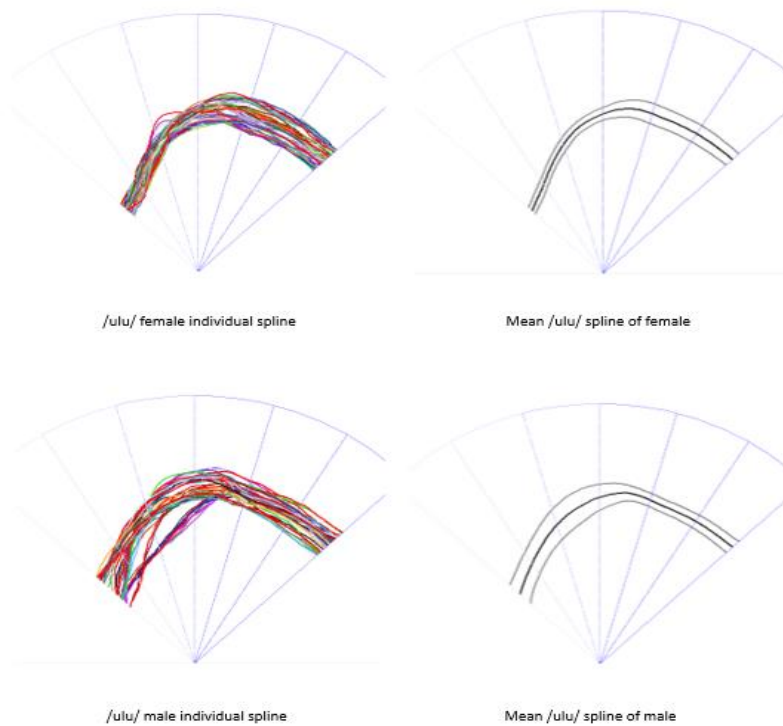 /ulu/ female individual spline
Mean /ulu/ spline of female
/ulu/ male individual spline
Mean /ulu/ spline of male